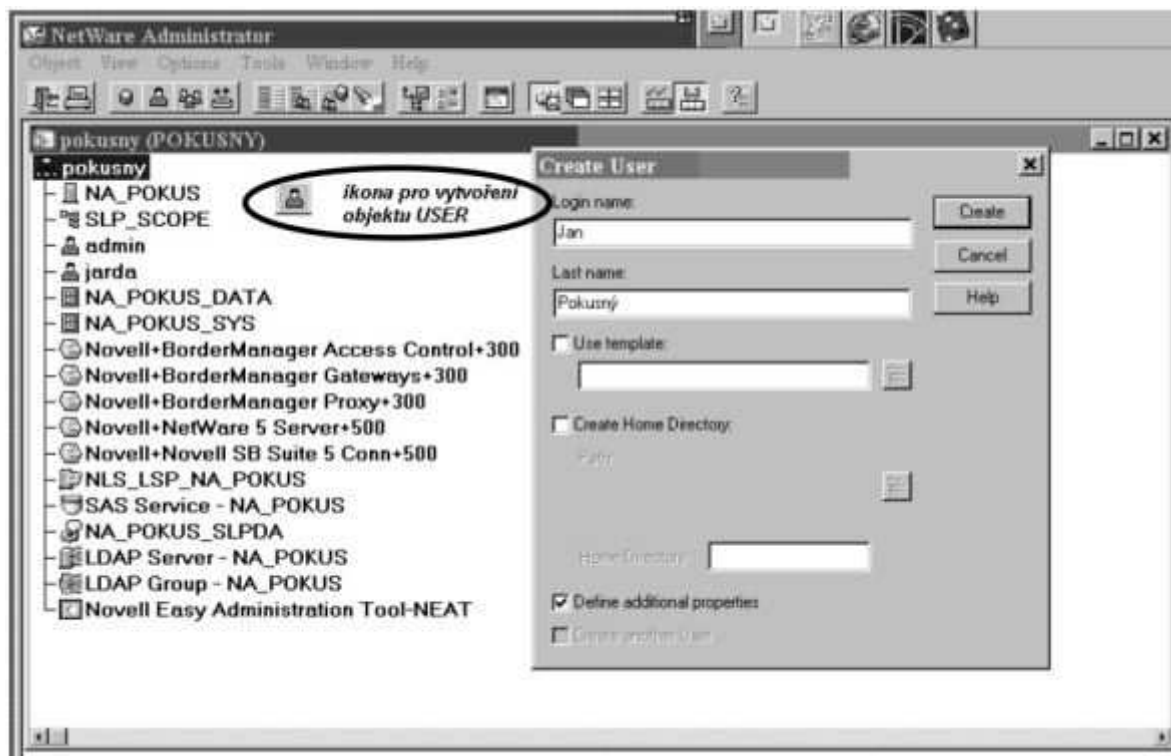 NetWare Administrator
Object View Options Tools Window Help
pokusny (POKUSNY)
pokusny
NA_POKUS
SLP_SCOPE
admin
jarda
NA_POKUS_DATA
NA_POKUS_SYS
Novell+BorderManager Access Control+300
Novell+BorderManager Gateways+300
Novell+BorderManager Proxy+300
Novell+NetWare 5 Server+500
Novell+Novell SB Suite 5 Conn+500
NLS_LSP_NA_POKUS
SAS Service - NA_POKUS
NA_POKUS_SLPDA
LDAP Server - NA_POKUS
LDAP Group - NA_POKUS
Novell Easy Administration Tool-NEAT
ikona pro vytvoření
objektu USER
Create User
Login name:
Jan
Last name:
Pokusný
Use template:
Create Home Directory:
Path:
Home Directory:
Define additional properties
Create another User
Create
Cancel
Help